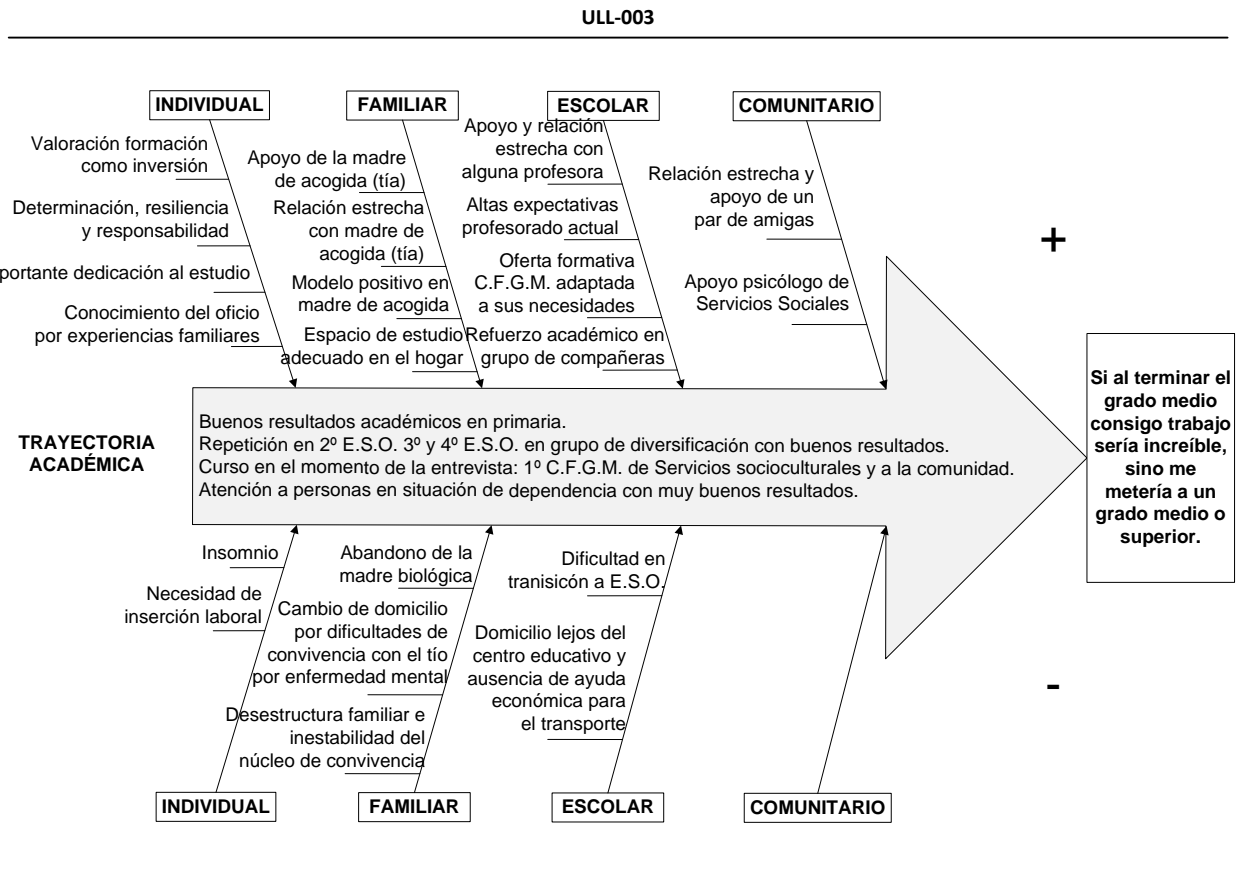 ULL-003
INDIVIDUAL
Valoración formación
como inversión
Determinación, resiliencia
y responsabilidad
portante dedicación al estudio
Conocimiento del oficio
por experiencias familiares
FAMILIAR
Apoyo de la madre
de acogida (tía)
Relación estrecha
con madre de
acogida (tía)
Modelo positivo en
madre de acogida
Espacio de estudio
adecuado en el hogar
ESCOLAR
Apoyo y relación
estrecha con
alguna profesora
Altas expectativas
profesorado actual
Oferta formativa
C.F.G.M. adaptada
a sus necesidades
Refuerzo académico en
grupo de compañeras
COMUNITARIO
Relación estrecha y
apoyo de un
par de amigas
Apoyo psicólogo de
Servicios Sociales
+
TRAYECTORIA
ACADÉMICA
Buenos resultados académicos en primaria.
Repetición en 2º E.S.O. 3º y 4º E.S.O. en grupo de diversificación con buenos resultados.
Curso en el momento de la entrevista: 1º C.F.G.M. de Servicios socioculturales y a la comunidad.
Atención a personas en situación de dependencia con muy buenos resultados.
Si al terminar el
grado medio
consigo trabajo
sería increíble,
sino me
metería a un
grado medio o
superior.
Insomnio
Necesidad de
inserción laboral
INDIVIDUAL
Abandono de la
madre biológica
Cambio de domicilio
por dificultades de
convivencia con el tío
por enfermedad mental
Desestructura familiar e
inestabilidad del
núcleo de convivencia
FAMILIAR
Dificultad en
tranisicón a E.S.O.
Domicilio lejos del
centro educativo y
ausencia de ayuda
económica para
el transporte
ESCOLAR
COMUNITARIO
-